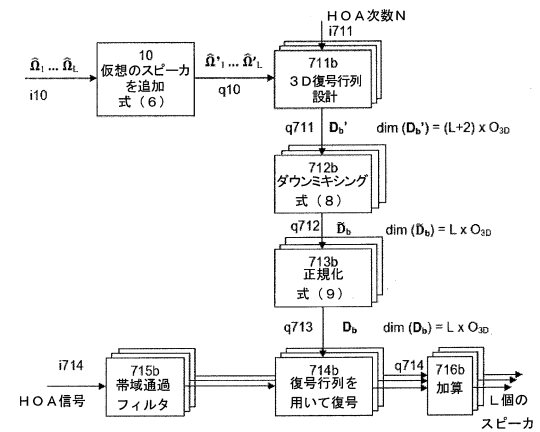 HOA次数N
i711
10
仮想のスピーカ
を追加
式(6)
Ω̂₁ … Ω̂L
i10
Ω̂'₁ … Ω̂'L
q10
711b
3D復号行列
設計
q711 Db' dim (Db') = (L+2) x O3D
712b
ダウンミキシング
式(8)
q712 D̃b dim (D̃b) = L x O3D
713b
正規化
式(9)
q713 Db dim (Db) = L x O3D
i714
HOA信号
715b
帯域通過
フィルタ
714b
復号行列を
用いて復号
q714
716b
加算
L個の
スピーカ